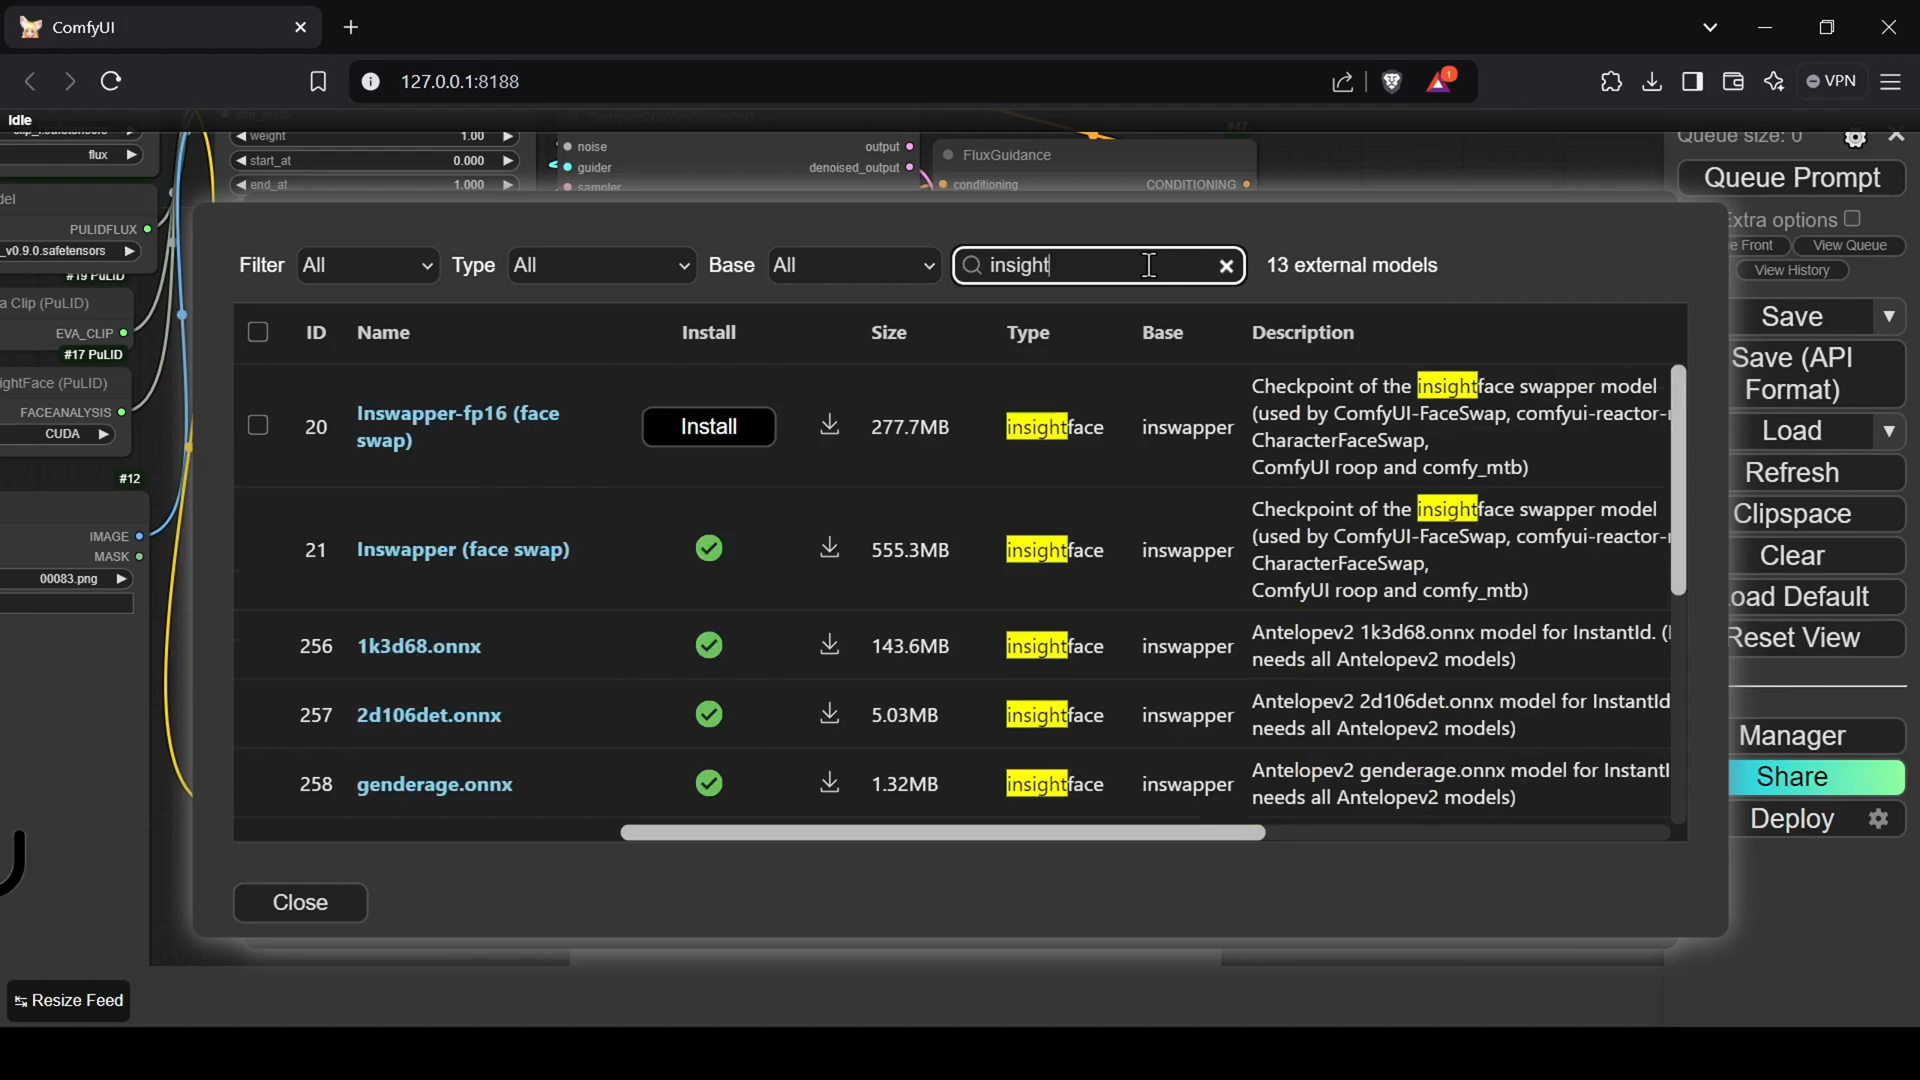 ComfyUI
127.0.0.1:8188
1
VPN
Idle
flux
weight 1.00
start_at 0.000
end_at 1.000
noise output
guider denoised_output
sampler
FluxGuidance
conditioning CONDITIONING
Queue size: 0
Queue Prompt
Extra options
View Queue
View History
PULIDFLUX
_v0.9.0.safetensors
#19 PuLID
a Clip (PuLID)
EVA_CLIP
#17 PuLID
ightFace (PuLID)
FACEANALYSIS
CUDA
#12
IMAGE
MASK
00083.png
Filter All Type All Base All insight 13 external models
ID Name Install Size Type Base Description
20 Inswapper-fp16 (face swap) Install 277.7MB insightface inswapper
Checkpoint of the insightface swapper model
(used by ComfyUI-FaceSwap, comfyui-reactor-
CharacterFaceSwap,
ComfyUI roop and comfy_mtb)
21 Inswapper (face swap) 555.3MB insightface inswapper
Checkpoint of the insightface swapper model
(used by ComfyUI-FaceSwap, comfyui-reactor-
CharacterFaceSwap,
ComfyUI roop and comfy_mtb)
256 1k3d68.onnx 143.6MB insightface inswapper
Antelopev2 1k3d68.onnx model for InstantId. (
needs all Antelopev2 models)
257 2d106det.onnx 5.03MB insightface inswapper
Antelopev2 2d106det.onnx model for InstantId
needs all Antelopev2 models)
258 genderage.onnx 1.32MB insightface inswapper
Antelopev2 genderage.onnx model for InstantI
needs all Antelopev2 models)
Close
Save
Save (API
Format)
Load
Refresh
Clipspace
Clear
oad Default
Reset View
Manager
Share
Deploy
Resize Feed